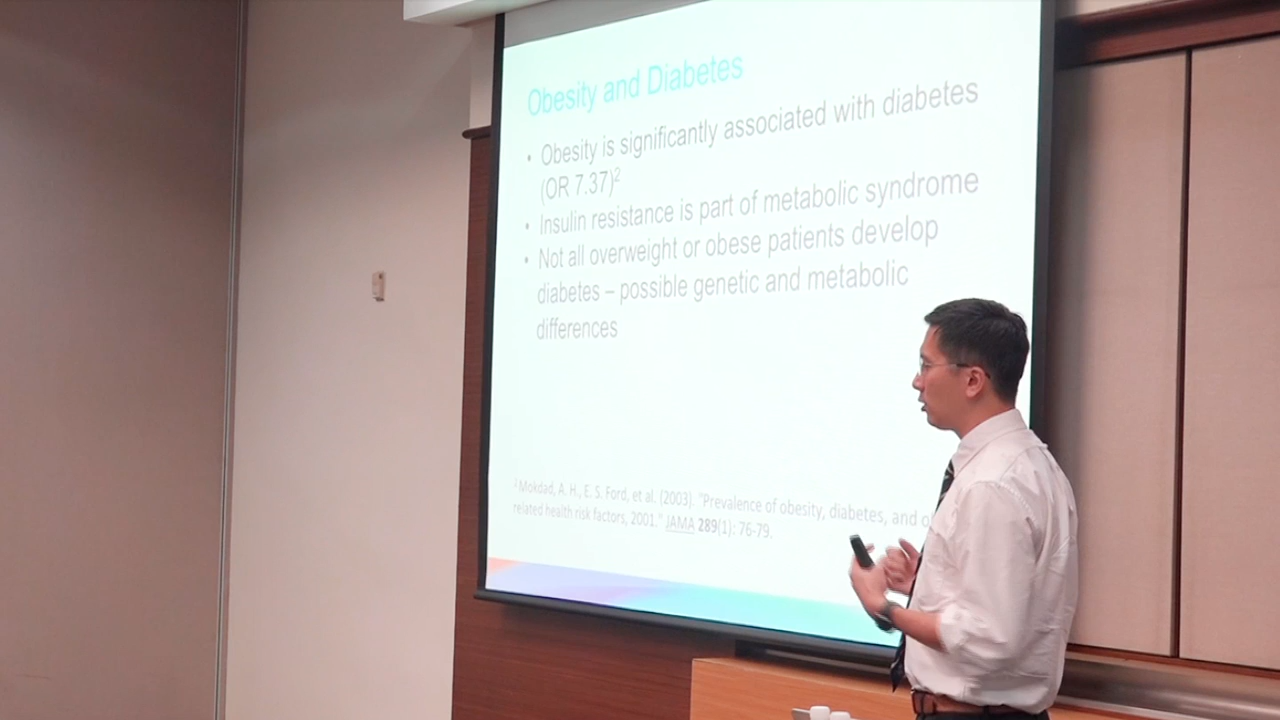 Obesity and Diabetes
• Obesity is significantly associated with diabetes
(OR 7.37)²
• Insulin resistance is part of metabolic syndrome
• Not all overweight or obese patients develop
diabetes – possible genetic and metabolic
differences
² Mokdad, A. H., E. S. Ford, et al. (2003). "Prevalence of obesity, diabetes, and
related health risk factors, 2001." JAMA 289(1): 76-79.